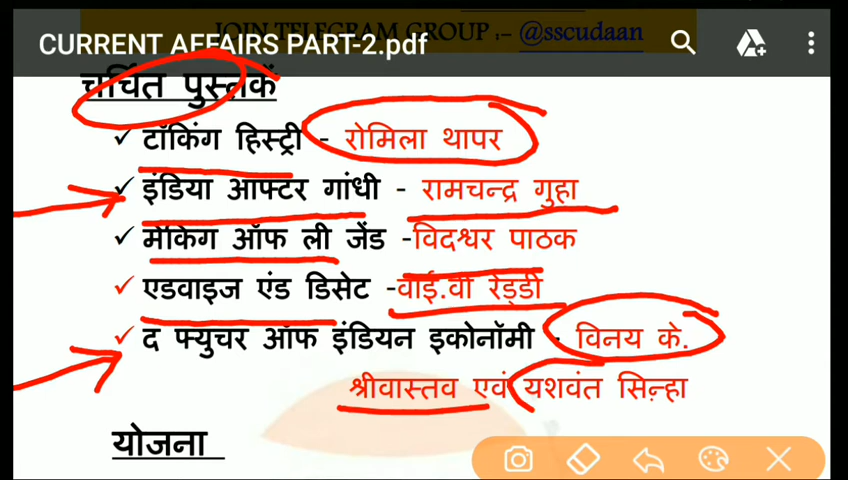 JOIN TELEGRAM GROUP :- @sscudaan
CURRENT AFFAIRS PART-2.pdf
चर्चित पुस्तकें
✓ टॉकिंग हिस्ट्री - रोमिला थापर
✓ इंडिया आफ्टर गांधी - रामचन्द्र गुहा
✓ मेकिंग ऑफ ली जेंड -विदश्वर पाठक
✓ एडवाइज एंड डिसेट -वाई.वी रेड्डी
✓ द फ्युचर ऑफ इंडियन इकोनॉमी - विनय के.
श्रीवास्तव एवं यशवंत सिन्हा
योजना